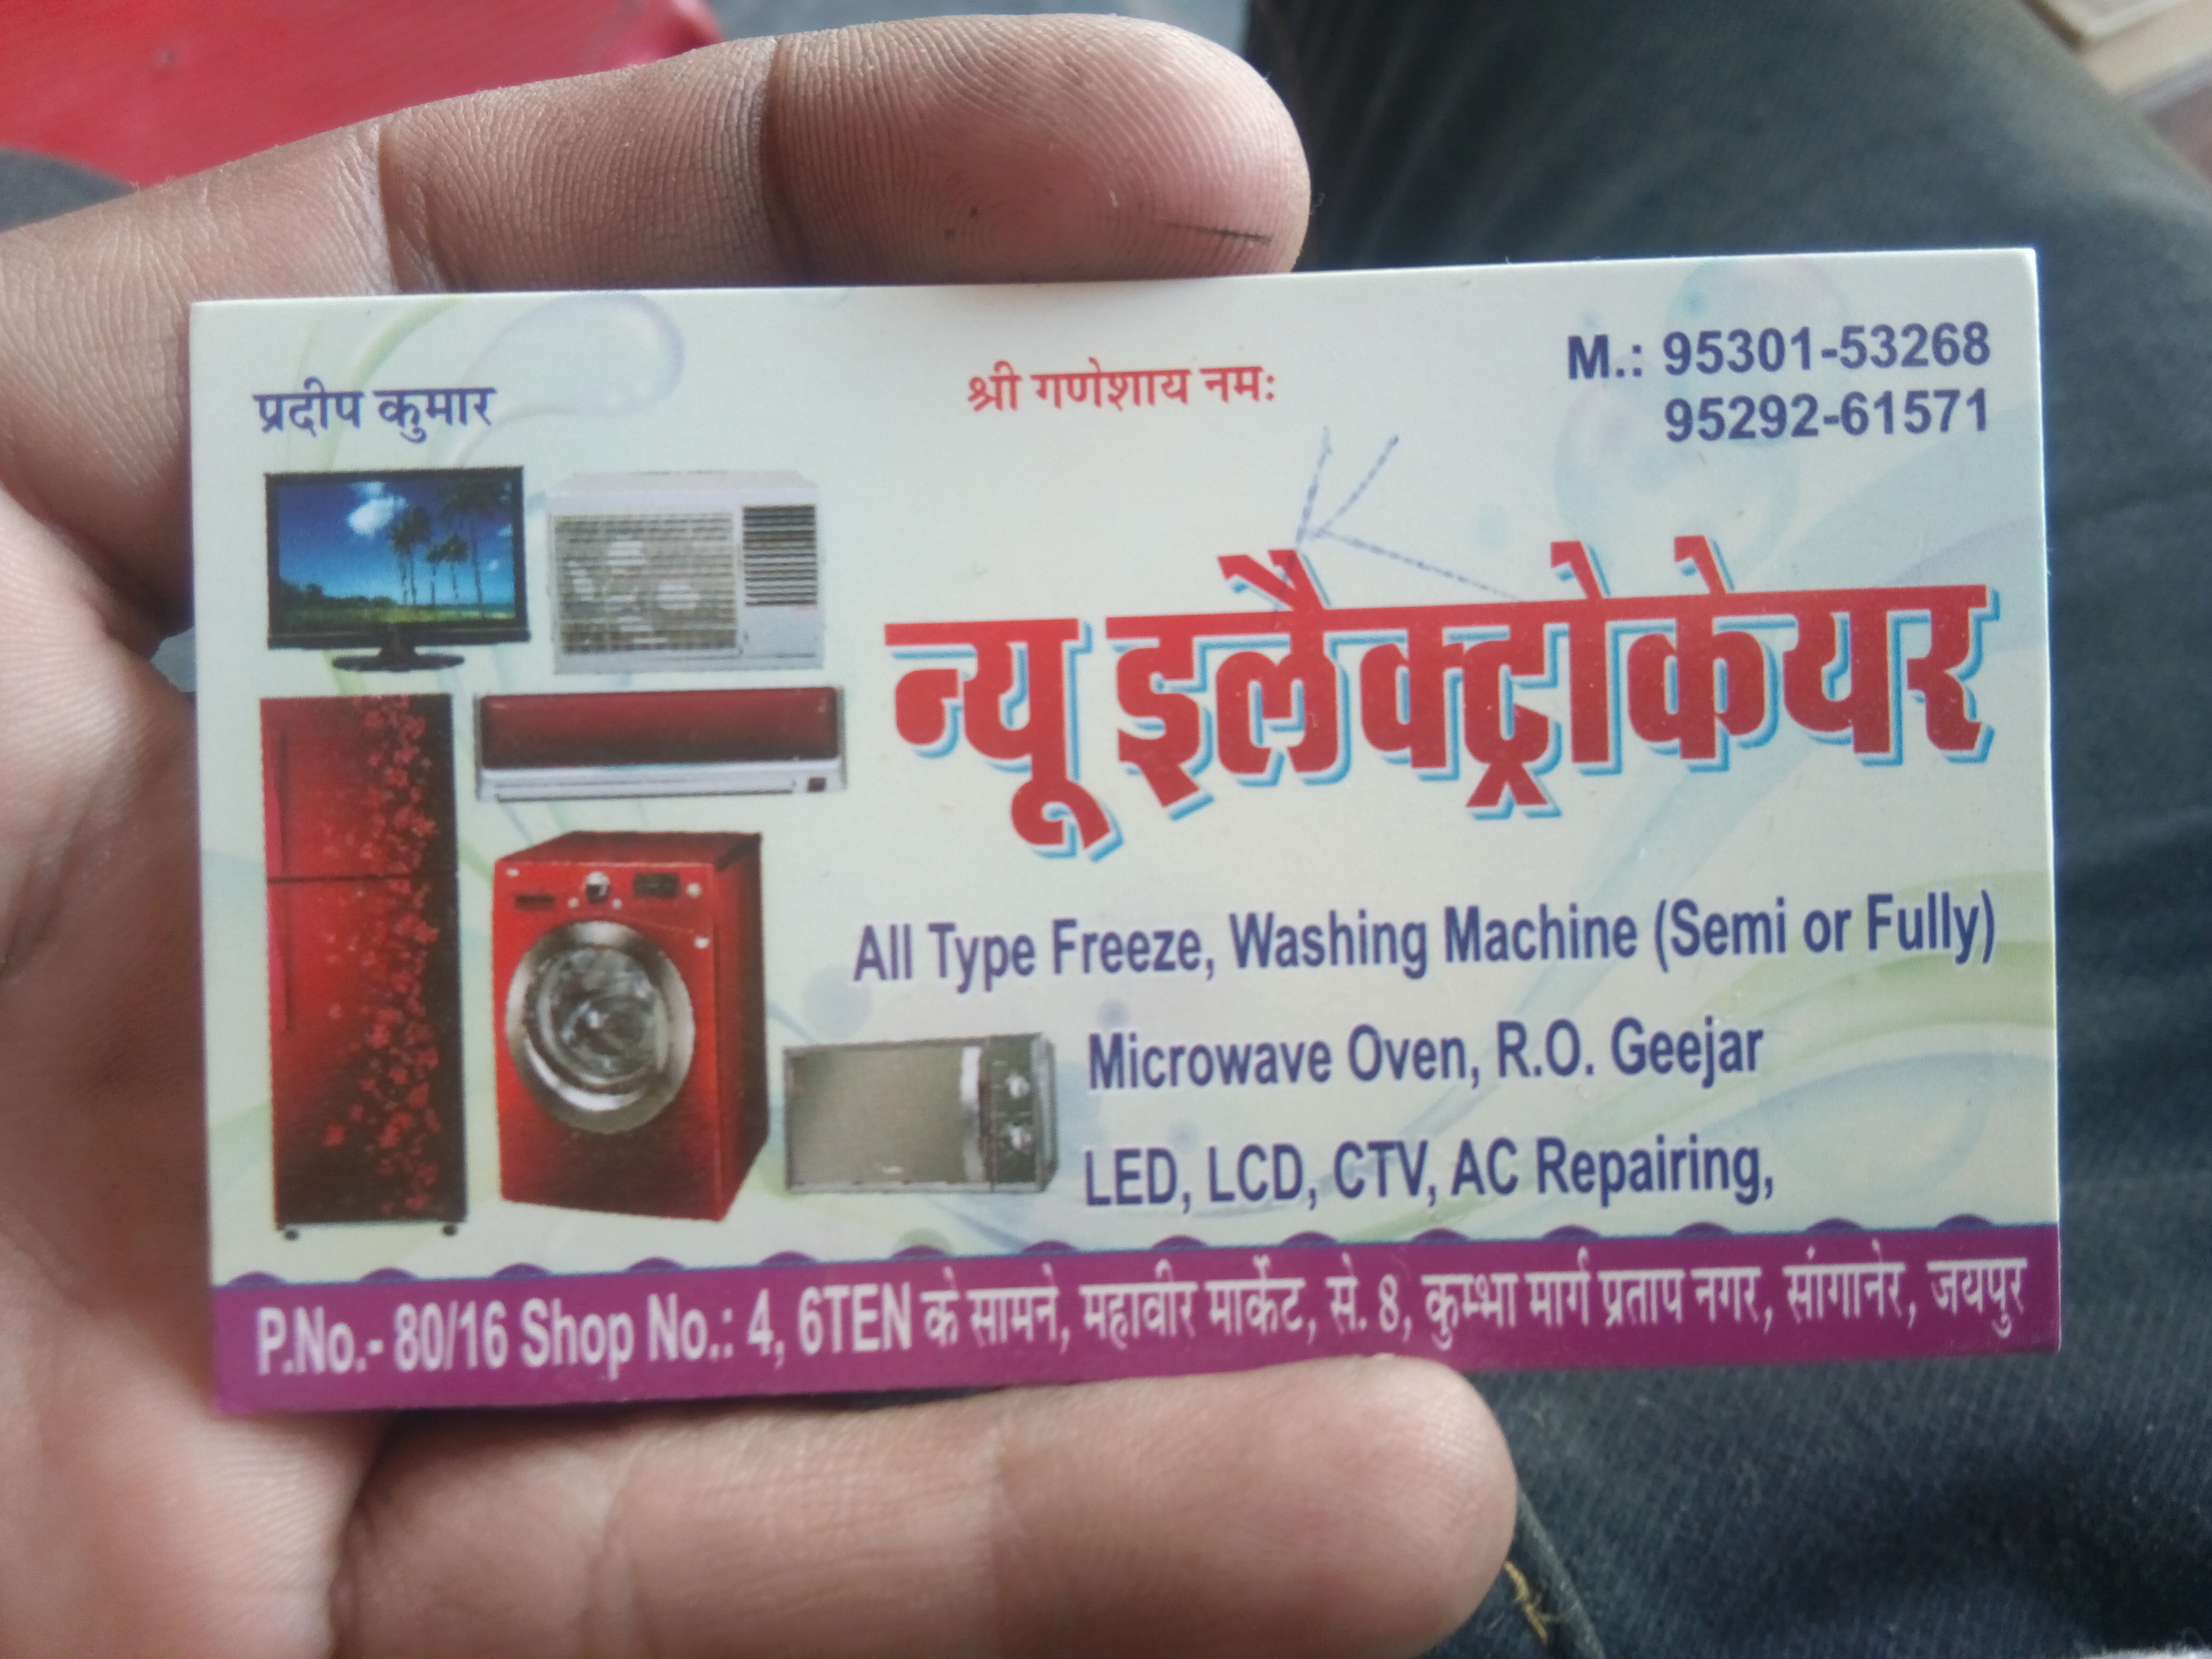 प्रदीप कुमार
श्री गणेशाय नमः
M.: 95301-53268
95292-61571
न्यू इलैक्ट्रोकेयर
All Type Freeze, Washing Machine (Semi or Fully)
Microwave Oven, R.O. Geejar
LED, LCD, CTV, AC Repairing,
P.No.- 80/16 Shop No.: 4, 6TEN के सामने, महावीर मार्केट, से. 8, कुम्भा मार्ग प्रताप नगर, सांगानेर, जयपुर